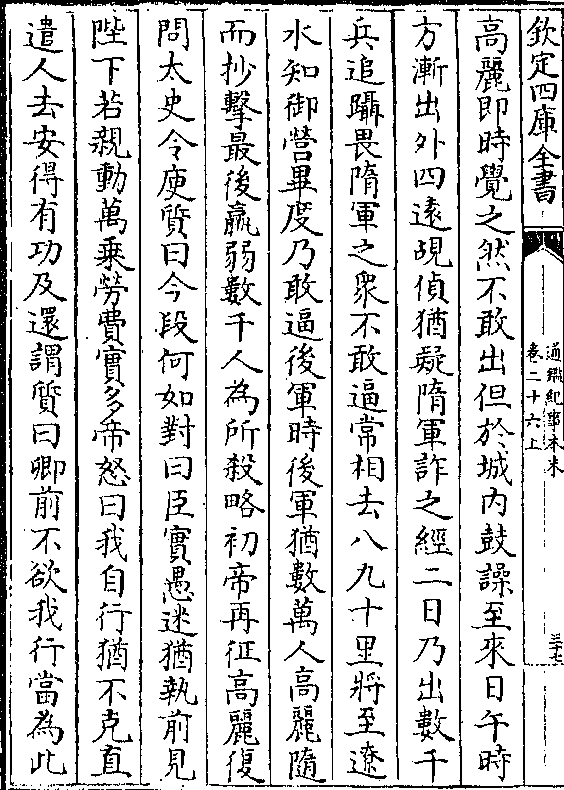 欽定四庫全書
通鑑紀事本末
卷二十六上
三十七
高麗即時覺之然不敢出但於城内鼓譟至來日午時
方漸出外四遠覘偵猶疑隋軍詐之經二日乃出數千
兵追躡畏隋軍之衆不敢逼常相去八九十里將至遼
水知御營畢度乃敢逼後軍時後軍猶數萬人高麗隨
而抄擊最後羸弱數千人為所殺略初帝再征高麗復
問太史令庾質曰今段何如對曰臣實愚迷猶執前見
陛下若親動萬乗勞費實多帝怒曰我自行猶不克直
遣人去安得有功及還謂質曰卿前不欲我行當為此